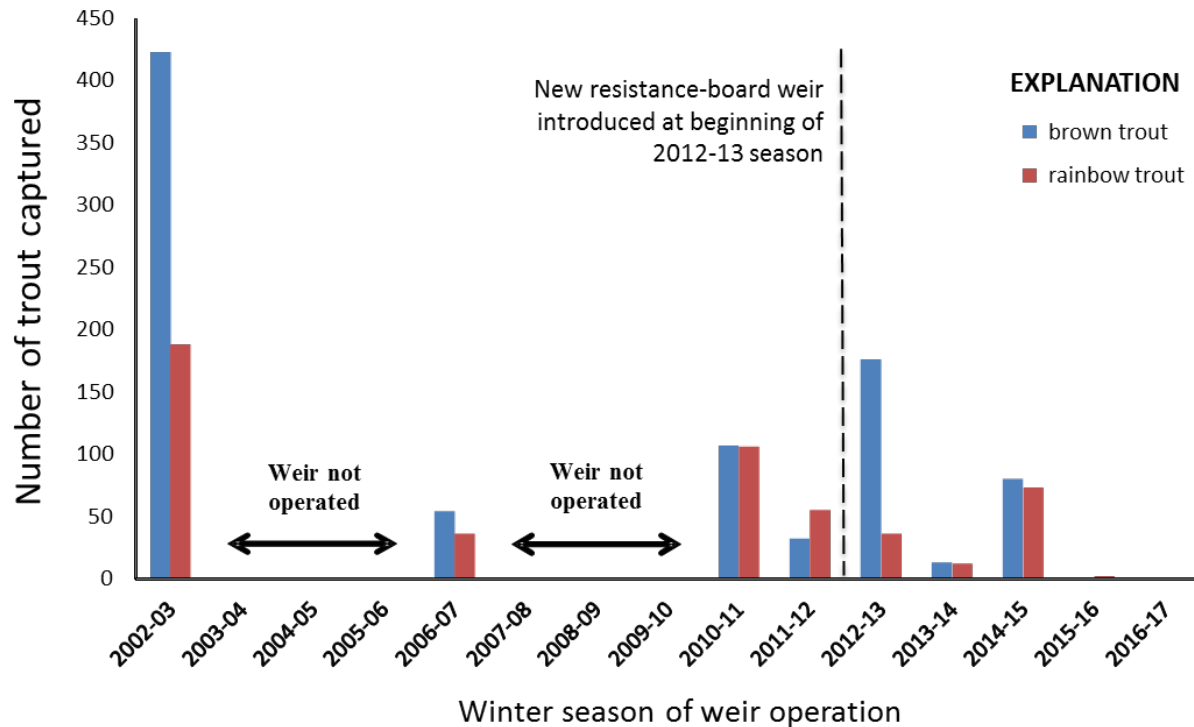 450
400
350
300
250
200
150
100
50
0
Number of trout captured
New resistance-board weir
introduced at beginning of
2012-13 season
EXPLANATION
brown trout
rainbow trout
Weir not
operated
Weir not
operated
2002-03
2003-04
2004-05
2005-06
2006-07
2007-08
2008-09
2009-10
2010-11
2011-12
2012-13
2013-14
2014-15
2015-16
2016-17
Winter season of weir operation